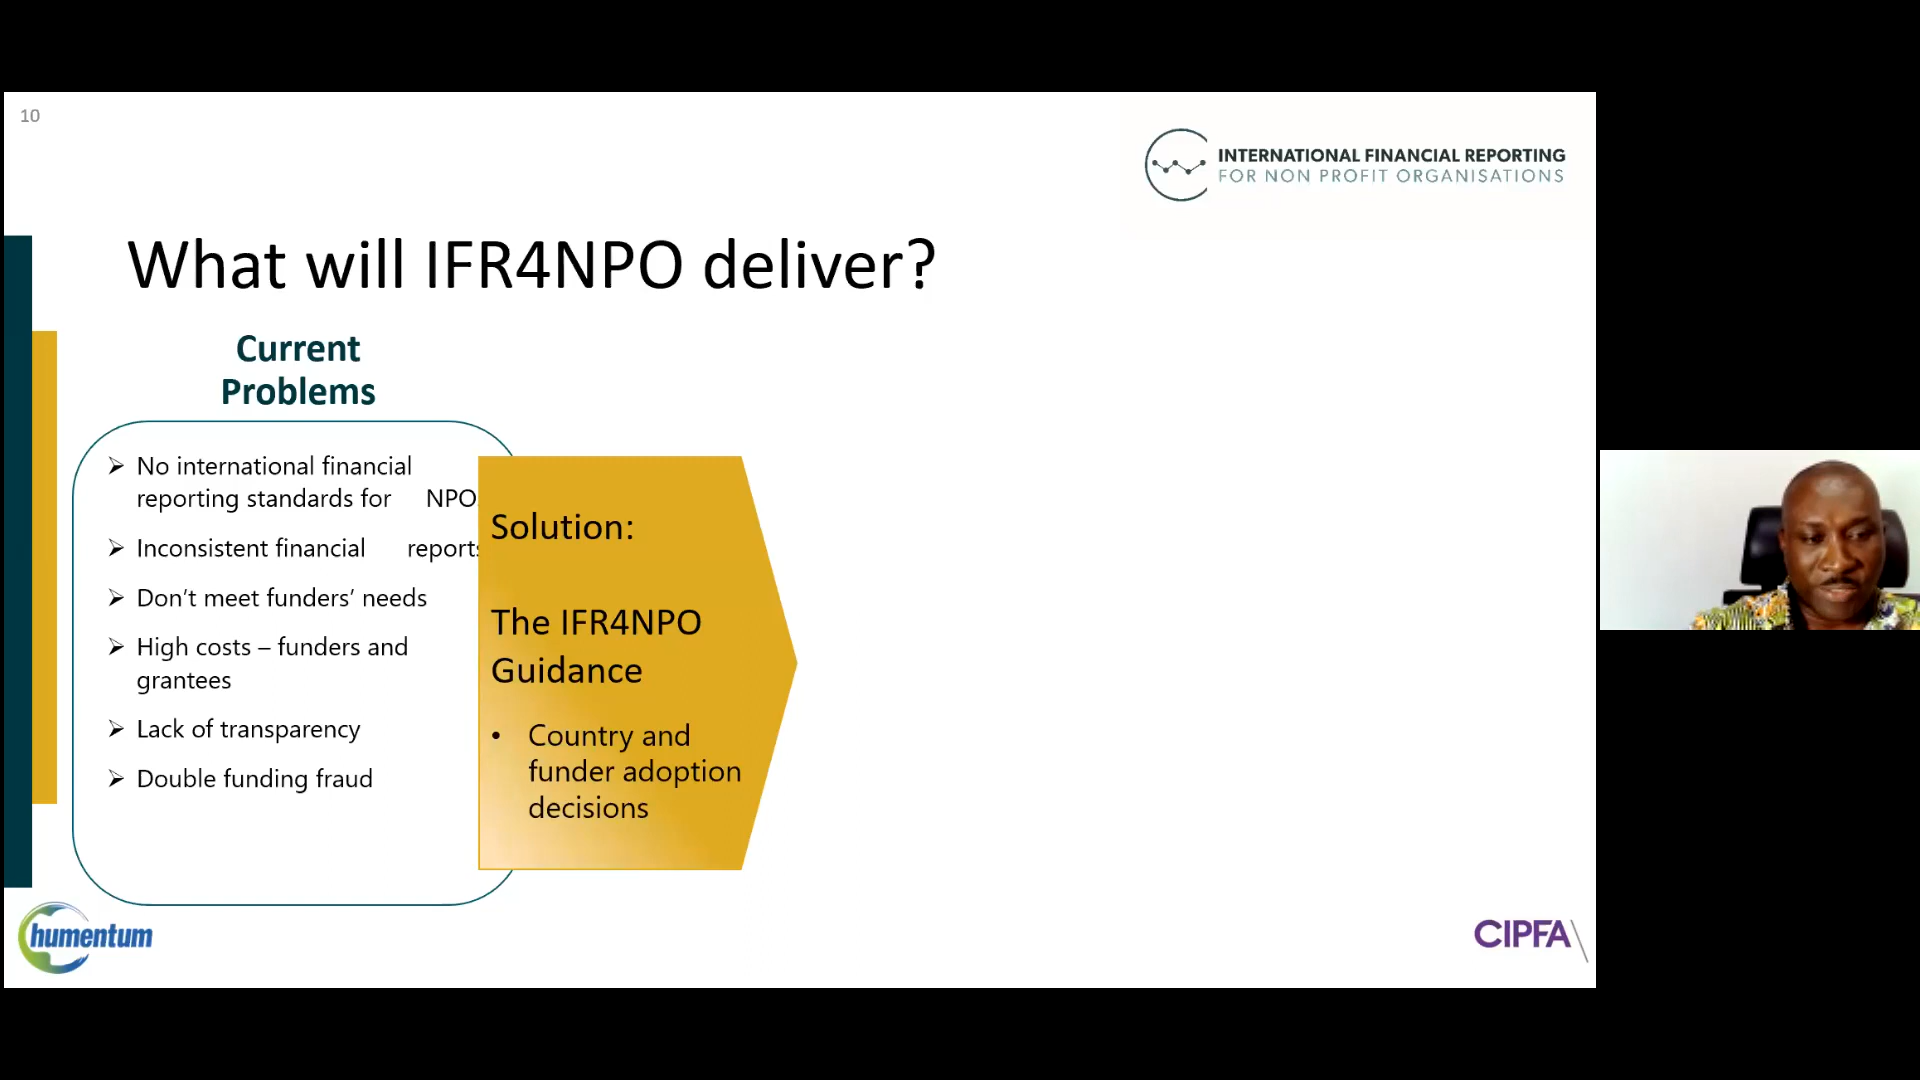 10
INTERNATIONAL FINANCIAL REPORTING
FOR NON PROFIT ORGANISATIONS
What will IFR4NPO deliver?
Current
Problems
➢ No international financial
reporting standards for NPO
➢ Inconsistent financial reports
➢ Don’t meet funders’ needs
➢ High costs – funders and
grantees
➢ Lack of transparency
➢ Double funding fraud
Solution:
The IFR4NPO
Guidance
• Country and
funder adoption
decisions
humentum
CIPFA